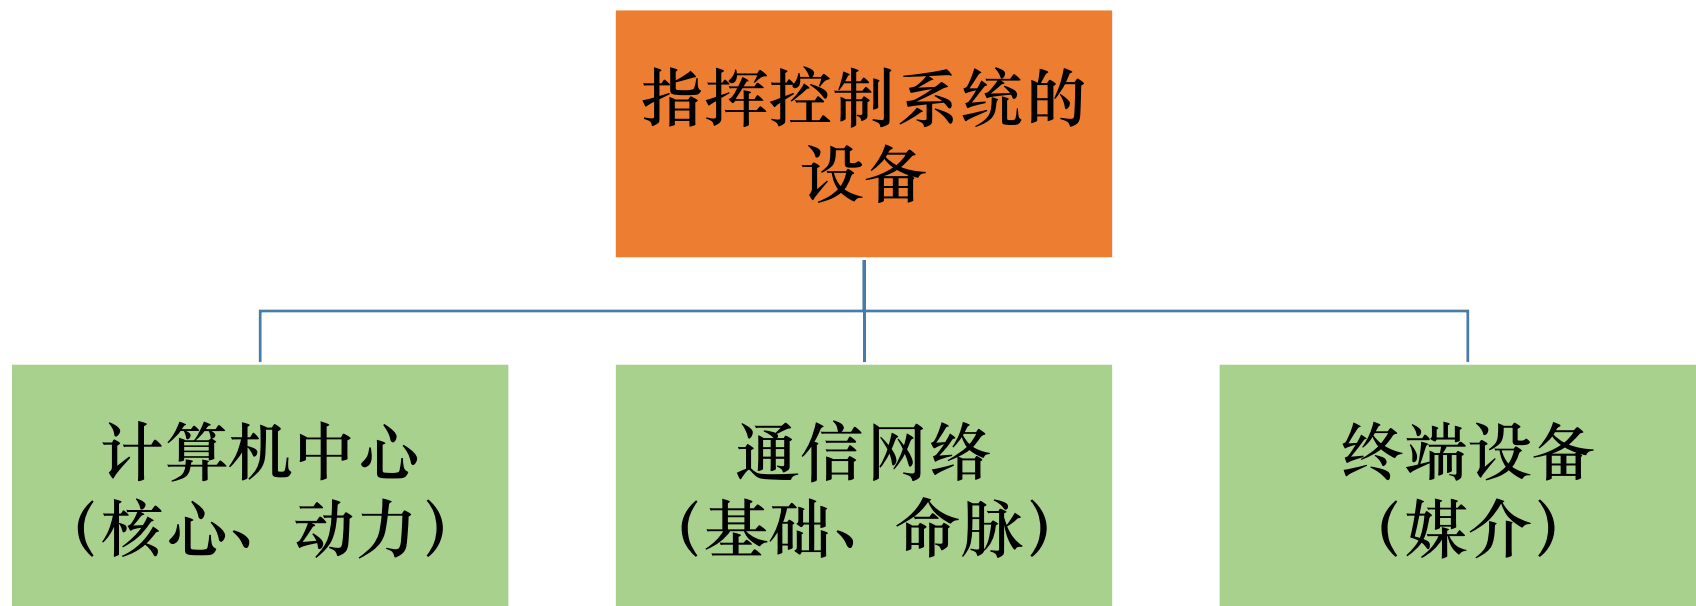 指挥控制系统的
设备
计算机中心
（核心、动力）
通信网络
（基础、命脉）
终端设备
（媒介）